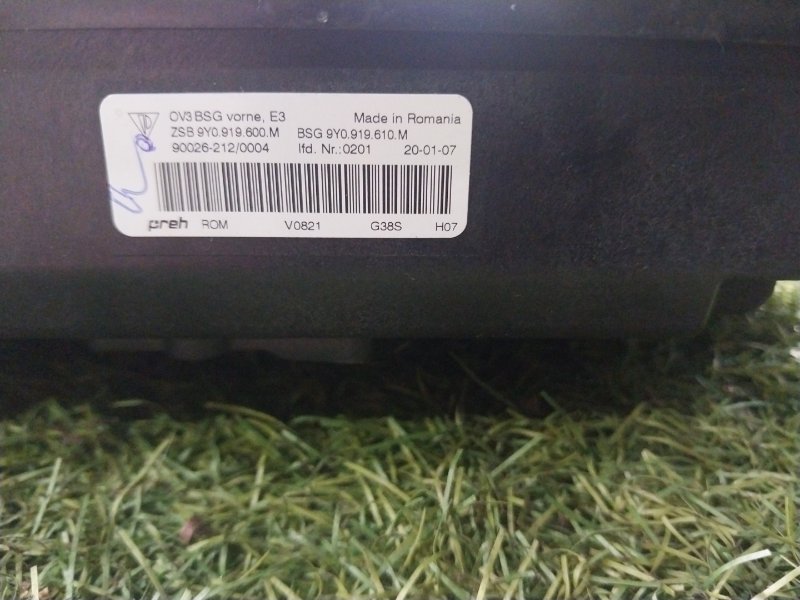 OV3 BSG vorne, E3 Made in Romania
ZSB 9Y0.919.600.M BSG 9Y0.919.610.M
90026-212/0004 lfd. Nr.:0201 20-01-07
preh ROM V0821 G38S H07